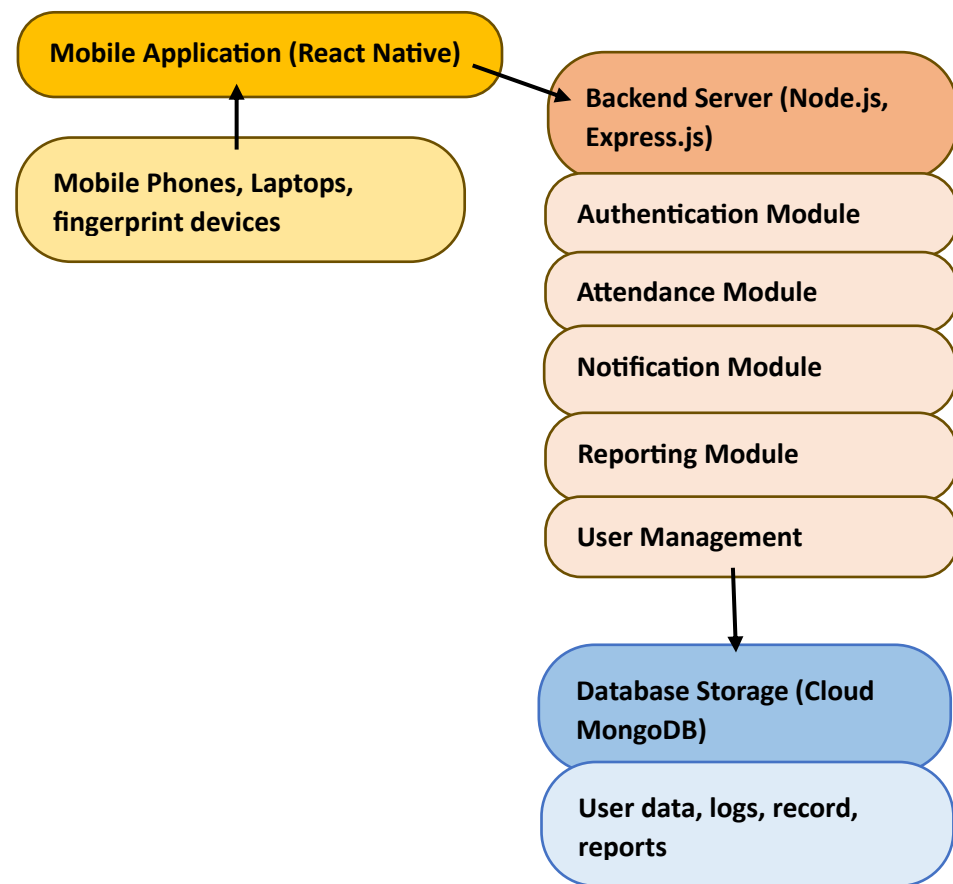 Mobile Application (React Native)
Mobile Phones, Laptops,
fingerprint devices
Backend Server (Node.js,
Express.js)
Authentication Module
Attendance Module
Notification Module
Reporting Module
User Management
Database Storage (Cloud
MongoDB)
User data, logs, record,
reports